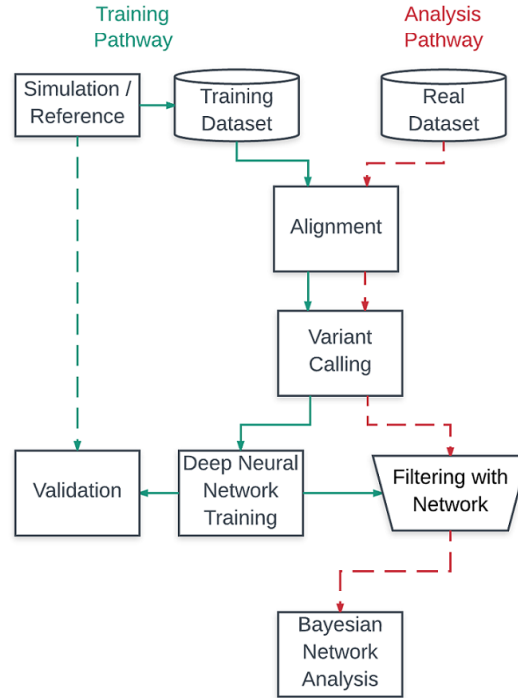 Training
Pathway
Analysis
Pathway
Simulation /
Reference
Training
Dataset
Real
Dataset
Alignment
Variant
Calling
Validation
Deep Neural
Network
Training
Filtering with
Network
Bayesian
Network
Analysis